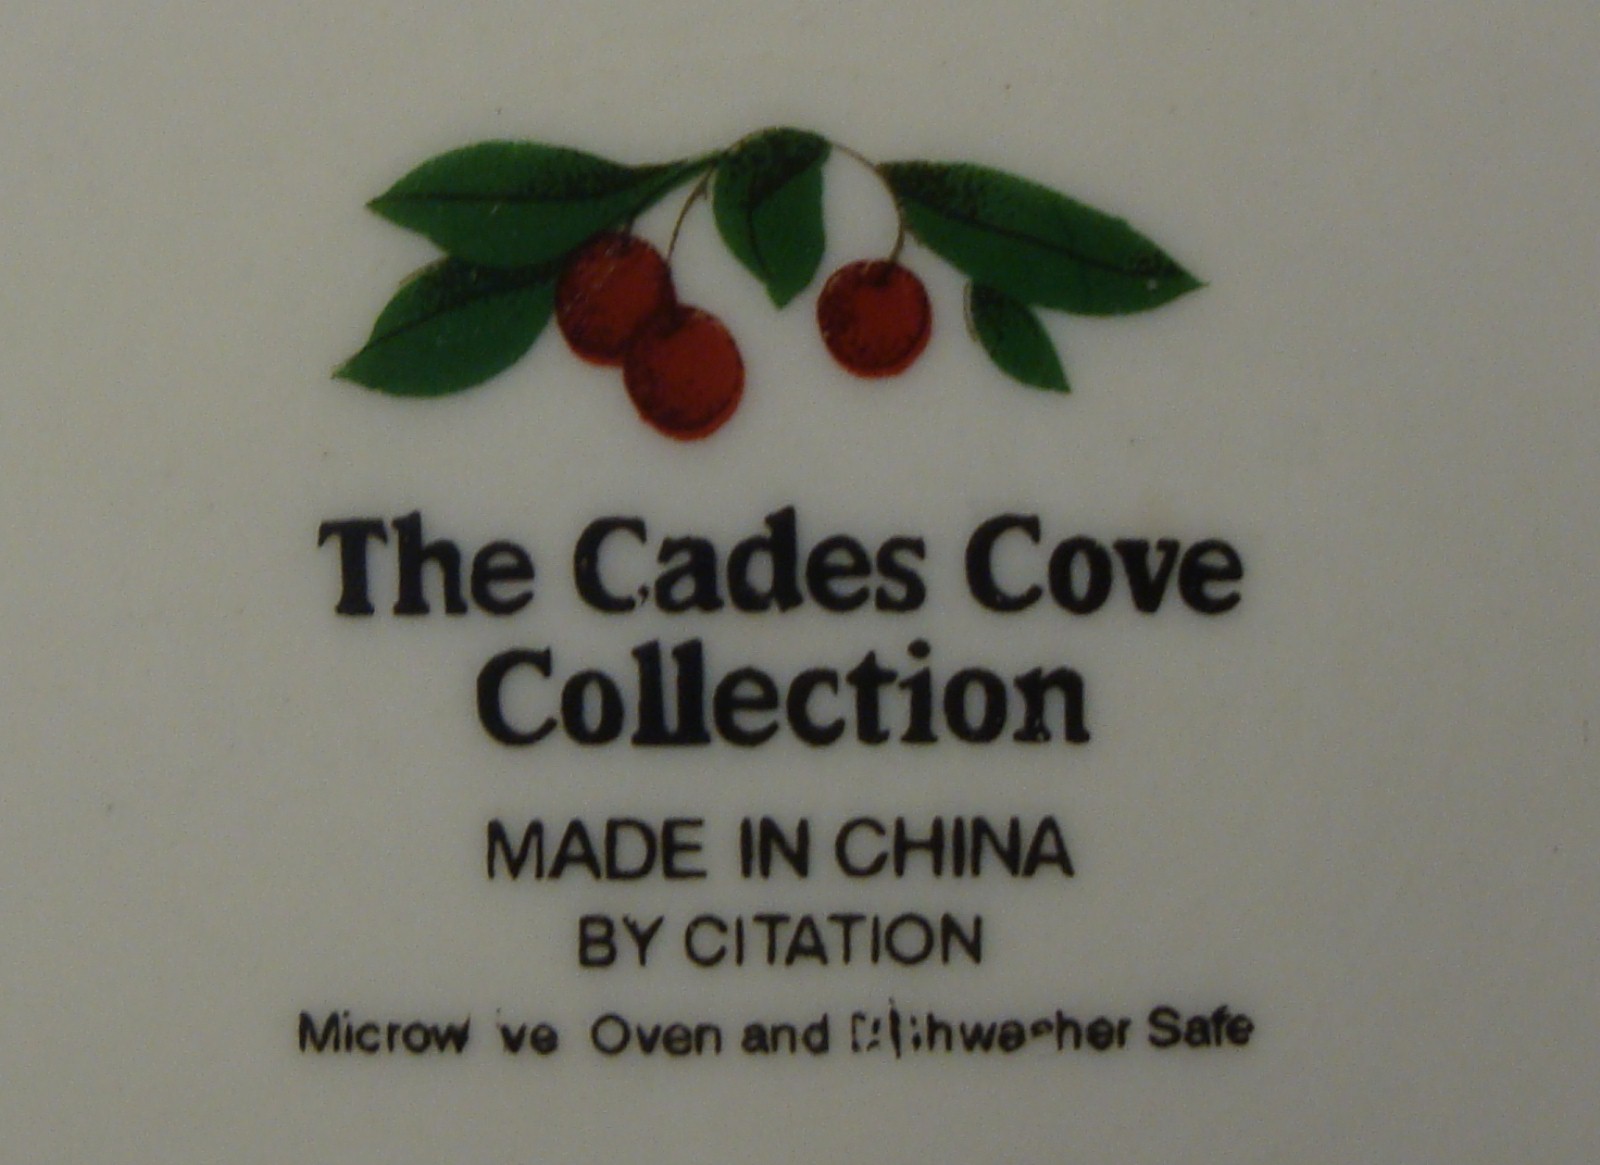 The Cades Cove
Collection
MADE IN CHINA
BY CITATION
Oven and Safe